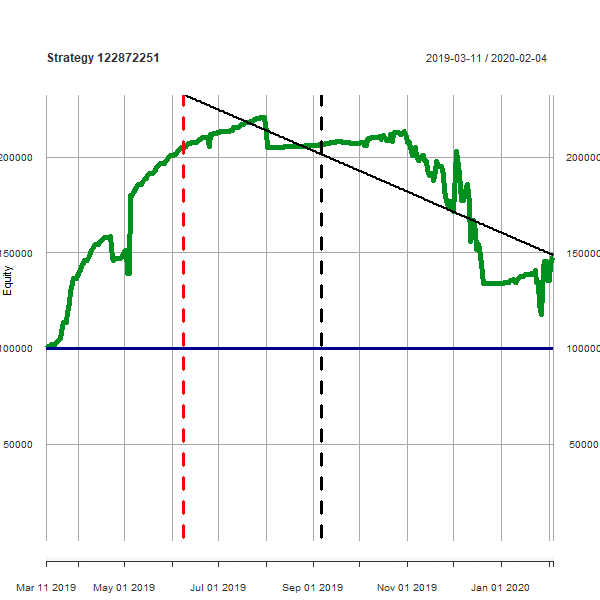 Strategy 122872251
2019-03-11 / 2020-02-04
200000
200000
150000
150000
Equity
100000
100000
50000
50000
Mar 11 2019
May 01 2019
Jul 01 2019
Sep 01 2019
Nov 01 2019
Jan 01 2020